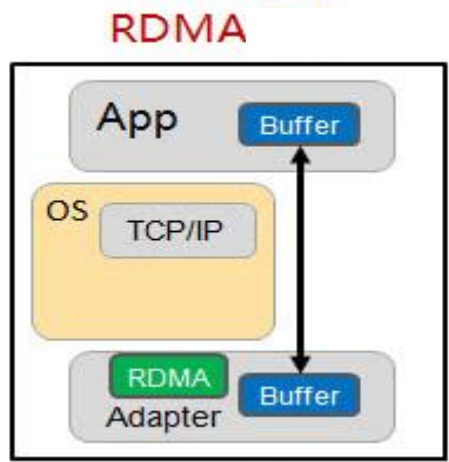 RDMA
App
Buffer
OS
TCP/IP
RDMA
Buffer
Adapter